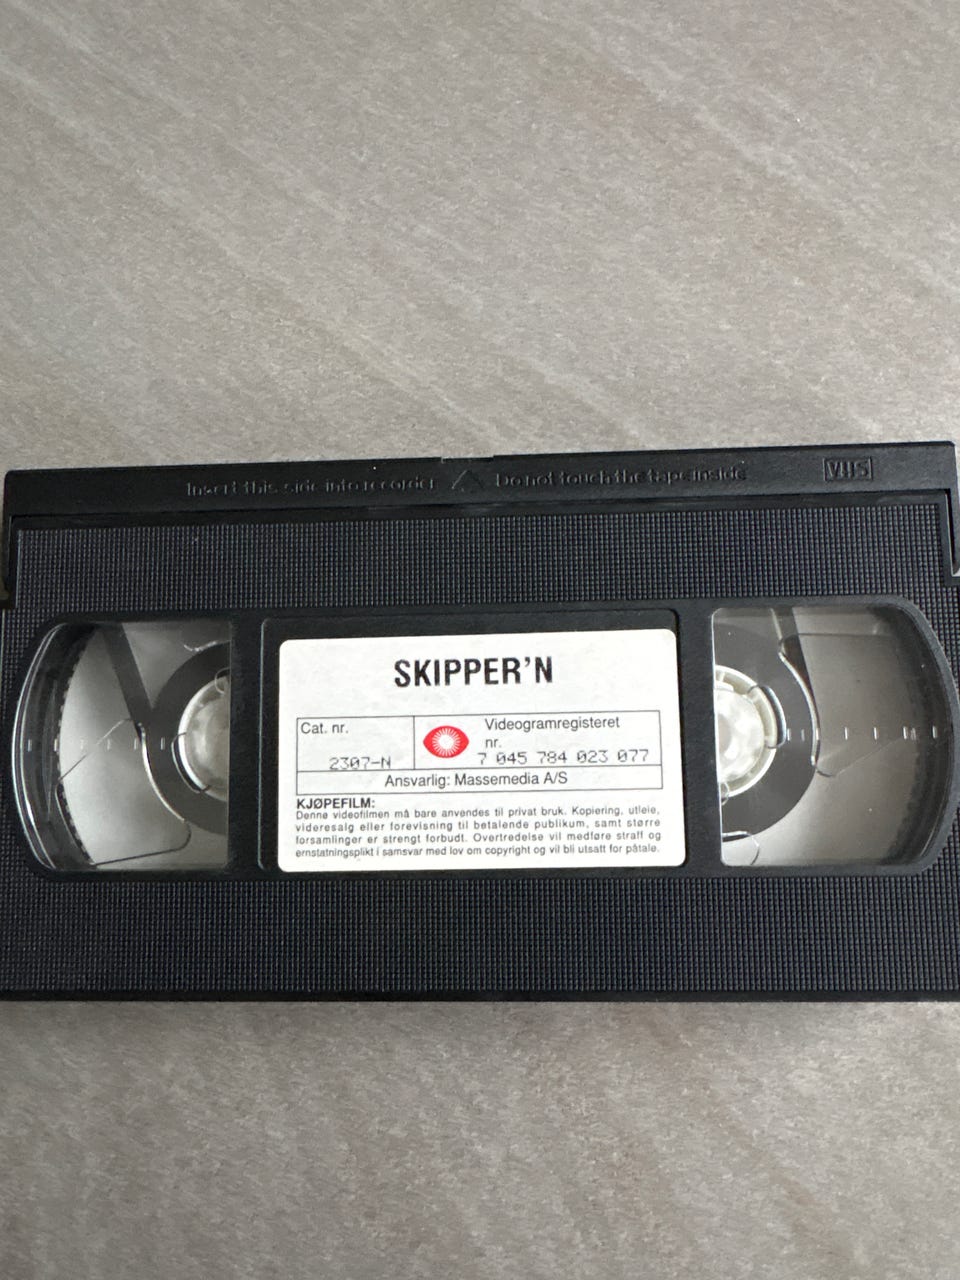 Insert this side into recorder Do not touch the tape inside VHS
SKIPPER'N
Cat. nr.
2307-N
Videogramregisteret
nr.
7 045 784 023 077
Ansvarlig: Massemedia A/S
KJØPEFILM:
Denne videofilmen må bare anvendes til privat bruk. Kopiering, utleie,
videresalg eller forevisning til betalende publikum, samt større
forsamlinger er strengt forbudt. Overtredelse vil medføre straff og
ernstatningsplikt i samsvar med lov om copyright og vil bli utsatt for påtale.